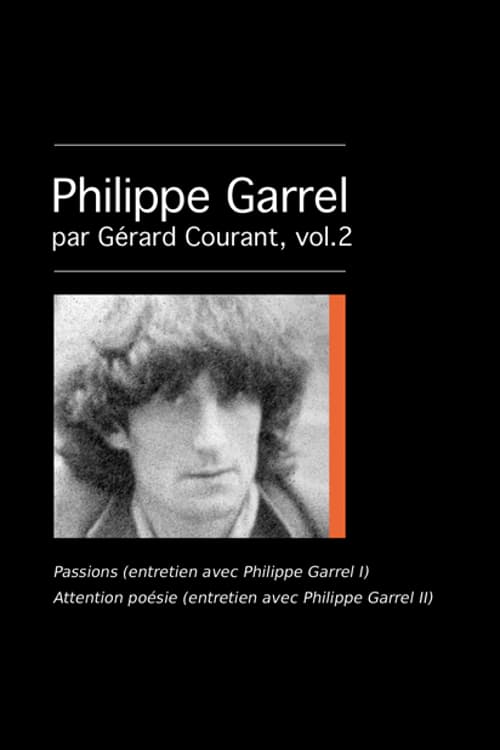 Philippe Garrel
par Gérard Courant, vol.2
Passions (entretien avec Philippe Garrel I)
Attention poésie (entretien avec Philippe Garrel II)